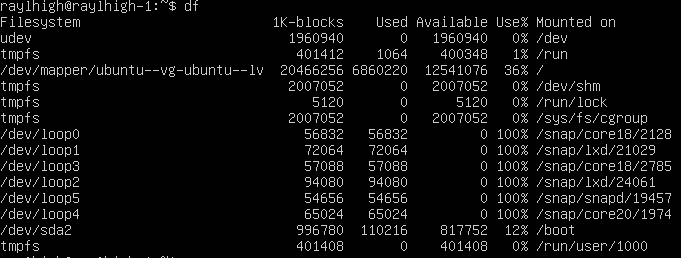 raylhigh@raylhigh-1:~$ df
Filesystem 1K-blocks Used Available Use% Mounted on
udev 1960940 0 1960940 0% /dev
tmpfs 401412 1064 400348 1% /run
/dev/mapper/ubuntu--vg-ubuntu--lv 20466256 6860220 12541076 36% /
tmpfs 2007052 0 2007052 0% /dev/shm
tmpfs 5120 0 5120 0% /run/lock
tmpfs 2007052 0 2007052 0% /sys/fs/cgroup
/dev/loop0 56832 56832 0 100% /snap/core18/2128
/dev/loop1 72064 72064 0 100% /snap/lxd/21029
/dev/loop3 57088 57088 0 100% /snap/core18/2785
/dev/loop2 94080 94080 0 100% /snap/lxd/24061
/dev/loop5 54656 54656 0 100% /snap/snapd/19457
/dev/loop4 65024 65024 0 100% /snap/core20/1974
/dev/sda2 996780 110216 817752 12% /boot
tmpfs 401408 0 401408 0% /run/user/1000